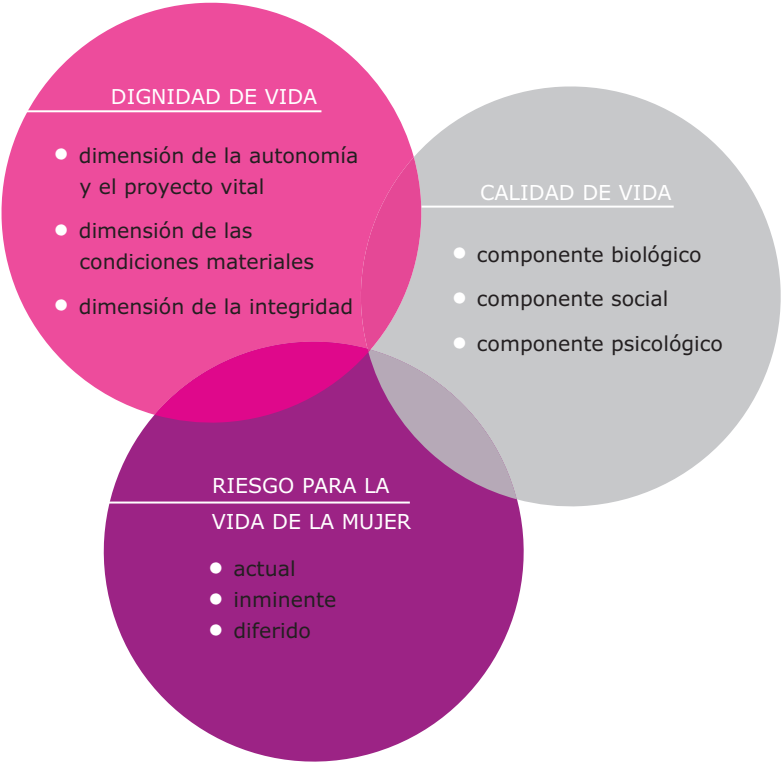 DIGNIDAD DE VIDA
dimensión de la autonomía
y el proyecto vital
dimensión de las
condiciones materiales
dimensión de la integridad
CALIDAD DE VIDA
componente biológico
componente social
componente psicológico
RIESGO PARA LA
VIDA DE LA MUJER
actual
inminente
diferido